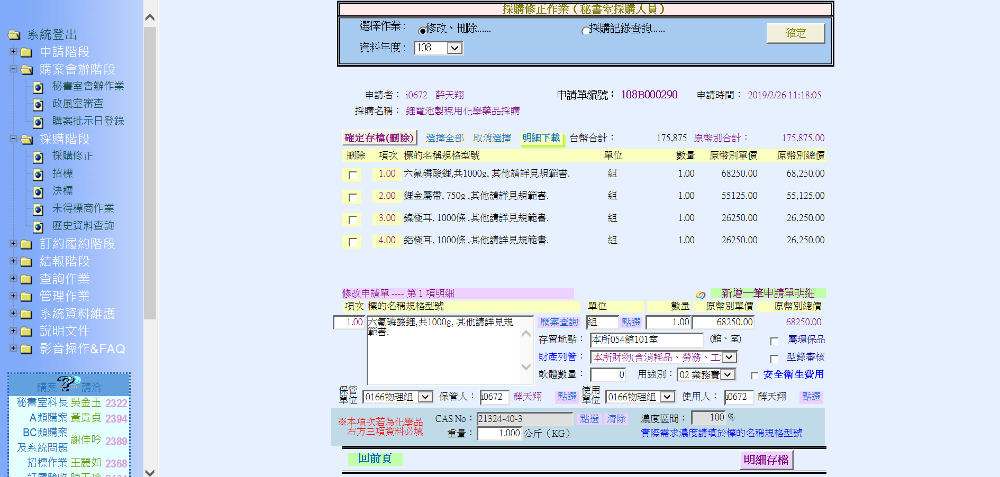 系統登出
申請階段
購案會辦階段
秘書室會辦作業
政風室審查
購案批示日登錄
採購階段
採購修正
招標
決標
未得標商作業
歷史資料查詢
訂約履約階段
結報階段
查詢作業
管理作業
系統資料維護
說明文件
影音操作&FAQ
購案 請洽
秘書室科長 吳金玉 2322
A類購案 黃貴貞 2394
BC類購案
及系統問題 謝佳吟 2389
招標作業 王麗如 2368
採購修正作業（秘書室採購人員）
選擇作業： 修改、刪除...... 採購記錄查詢...... 確定
資料年度： 108
申請者： i0672 薛天翔 申請單編號： 108B000290 申請時間： 2019/2/26 11:18:05
採購名稱： 鋰電池製程用化學藥品採購
確定存檔(刪除) 選擇全部 取消選擇 明細下載 台幣合計： 175,875 原幣別合計： 175,875.00
刪除 項次 標的名稱規格型號 單位 數量 原幣別單價 原幣別總價
1.00 六氟磷酸鋰,共1000g, 其他請詳見規範書. 組 1.00 68250.00 68,250.00
2.00 鋰金屬帶, 750g ,其他請詳見規範書. 組 1.00 55125.00 55,125.00
3.00 鎳極耳, 1000條 ,其他請詳見規範書. 組 1.00 26250.00 26,250.00
4.00 鋁極耳, 1000條 ,其他請詳見規範書. 組 1.00 26250.00 26,250.00
修改申請單 ---- 第 1 項明細 新增一筆申請單明細
項次 標的名稱規格型號 單位 數量 原幣別單價 原幣別總價
1.00 六氟磷酸鋰,共1000g, 其他請詳見規 歷案查詢 組 點選 1.00 68250.00 68250.00
範書.
存置地點： 本所054館101室 (館、室) 屬環保品
財產列管： 本所財物(含消耗品、勞務、工 型錄審核
軟體數量： 0 用途別： 02 業務費 安全衛生費用
保管單位 0166物理組 保管人： i0672 薛天翔 點選 使用單位 0166物理組 使用人： i0672 薛天翔 點選
※本項次若為化學品 CAS No： 21324-40-3 點選 清除 濃度區間： 100 %
右方三項資料必填 重量： 1.000 公斤（KG） 實際需求濃度請填於標的名稱規格型號
回前頁 明細存檔